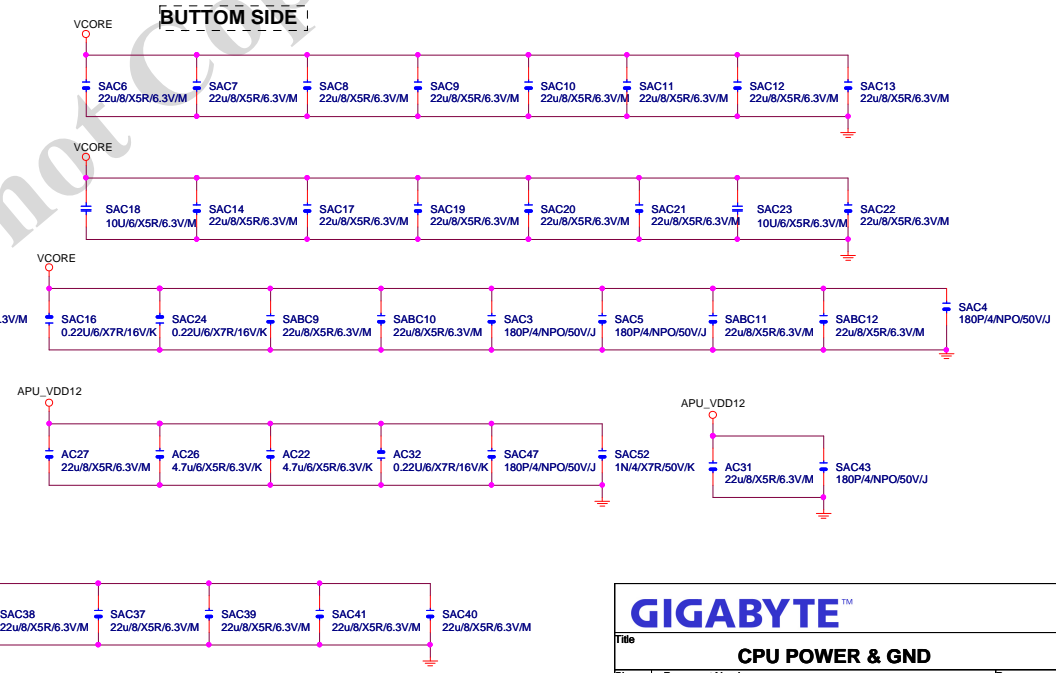 not Cop
BUTTOM SIDE
VCORE
SAC6
22u/8/X5R/6.3V/M
SAC7
22u/8/X5R/6.3V/M
SAC8
22u/8/X5R/6.3V/M
SAC9
22u/8/X5R/6.3V/M
SAC10
22u/8/X5R/6.3V/M
SAC11
22u/8/X5R/6.3V/M
SAC12
22u/8/X5R/6.3V/M
SAC13
22u/8/X5R/6.3V/M
VCORE
SAC18
10U/6/X5R/6.3V/M
SAC14
22u/8/X5R/6.3V/M
SAC17
22u/8/X5R/6.3V/M
SAC19
22u/8/X5R/6.3V/M
SAC20
22u/8/X5R/6.3V/M
SAC21
22u/8/X5R/6.3V/M
SAC23
10U/6/X5R/6.3V/M
SAC22
22u/8/X5R/6.3V/M
VCORE
.3V/M
SAC16
0.22U/6/X7R/16V/K
SAC24
0.22U/6/X7R/16V/K
SABC9
22u/8/X5R/6.3V/M
SABC10
22u/8/X5R/6.3V/M
SAC3
180P/4/NPO/50V/J
SAC5
180P/4/NPO/50V/J
SABC11
22u/8/X5R/6.3V/M
SABC12
22u/8/X5R/6.3V/M
SAC4
180P/4/NPO/50V/J
APU_VDD12
AC27
22u/8/X5R/6.3V/M
AC26
4.7u/6/X5R/6.3V/K
AC22
4.7u/6/X5R/6.3V/K
AC32
0.22U/6/X7R/16V/K
SAC47
180P/4/NPO/50V/J
SAC52
1N/4/X7R/50V/K
APU_VDD12
AC31
22u/8/X5R/6.3V/M
SAC43
180P/4/NPO/50V/J
SAC38
22u/8/X5R/6.3V/M
SAC37
22u/8/X5R/6.3V/M
SAC39
22u/8/X5R/6.3V/M
SAC41
22u/8/X5R/6.3V/M
SAC40
22u/8/X5R/6.3V/M
GIGABYTE™
Title
CPU POWER & GND